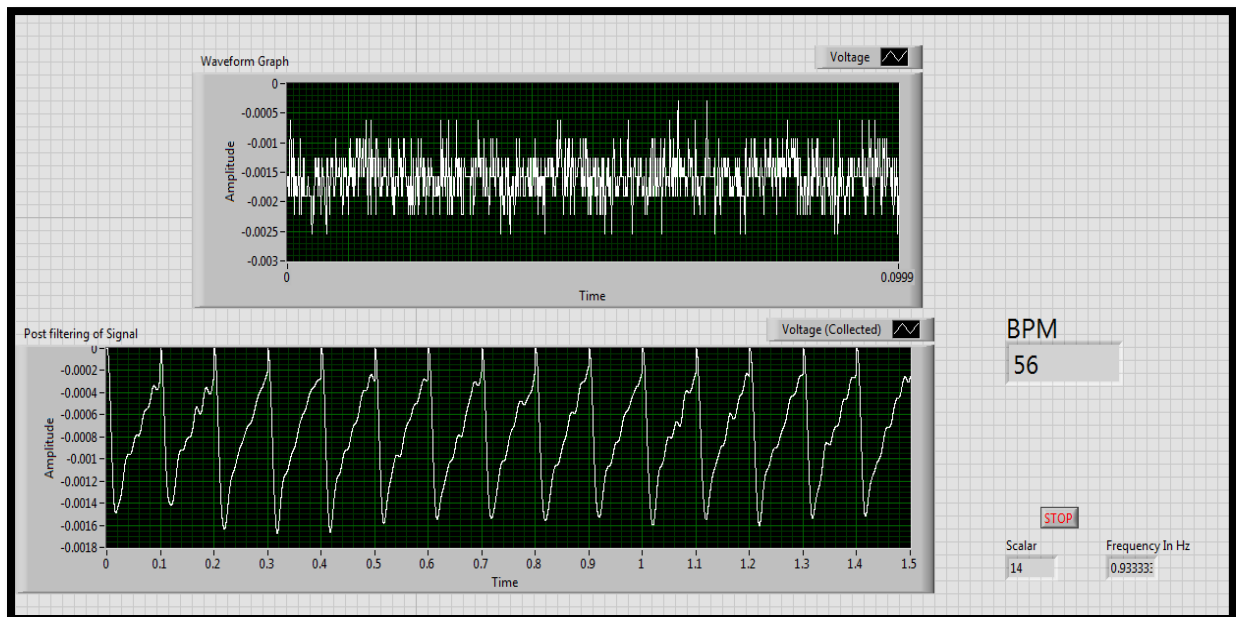 Waveform Graph
Voltage
Amplitude
0
-0.0005
-0.001
-0.0015
-0.002
-0.0025
-0.003
0 0.0999
Time
Post filtering of Signal
Voltage (Collected)
Amplitude
0
-0.0002
-0.0004
-0.0006
-0.0008
-0.001
-0.0012
-0.0014
-0.0016
-0.0018
0 0.1 0.2 0.3 0.4 0.5 0.6 0.7 0.8 0.9 1 1.1 1.2 1.3 1.4 1.5
Time
BPM
56
STOP
Scalar Frequency In Hz
14 0.93333